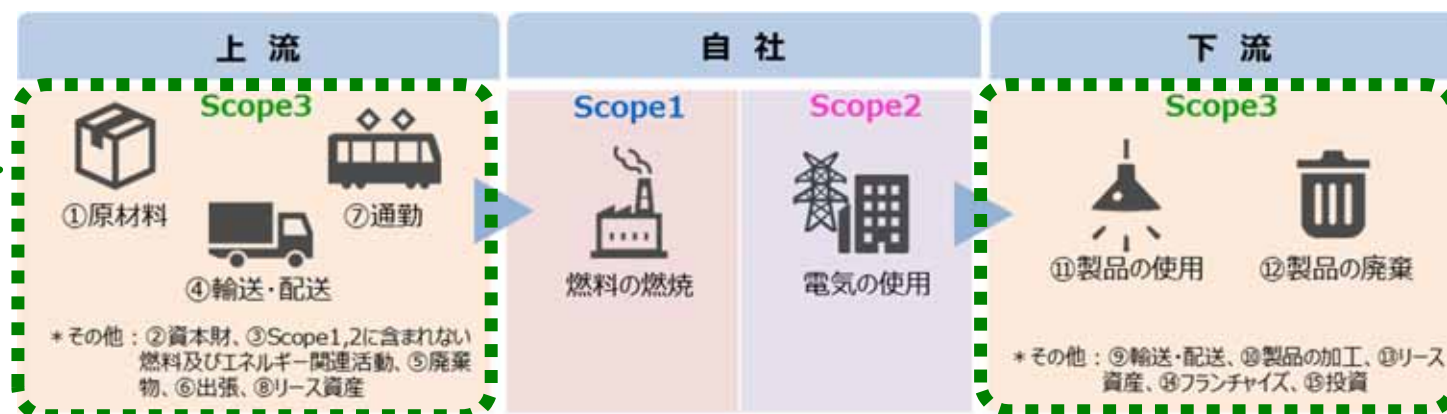 上 流
自 社
下 流
Scope3
①原材料
⑦通勤
④輸送・配送
＊その他：②資本財、③Scope1,2に含まれない
燃料及びエネルギー関連活動、⑤廃棄
物、⑥出張、⑧リース資産
Scope1
燃料の燃焼
Scope2
電気の使用
Scope3
⑪製品の使用
⑫製品の廃棄
＊その他：⑨輸送・配送、⑩製品の加工、⑬リース
資産、⑭フランチャイズ、⑮投資